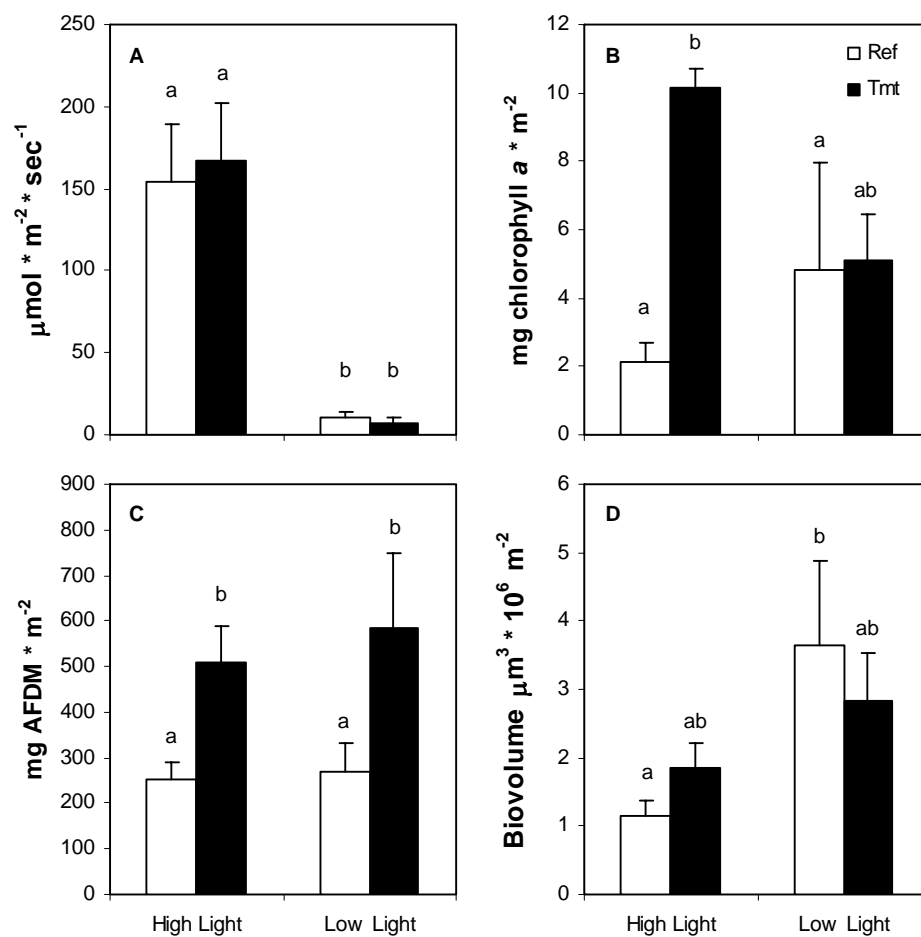 A
250
200
150
100
50
0
μmol * m-2 * sec-1
a
a
b
b
B
12
10
8
6
4
2
0
mg chlorophyll a * m-2
a
b
a
ab
Ref
Tmt
C
900
800
700
600
500
400
300
200
100
0
mg AFDM * m-2
a
b
a
b
High Light
Low Light
D
6
5
4
3
2
1
0
Biovolume μm3 * 106 m-2
a
ab
b
ab
High Light
Low Light